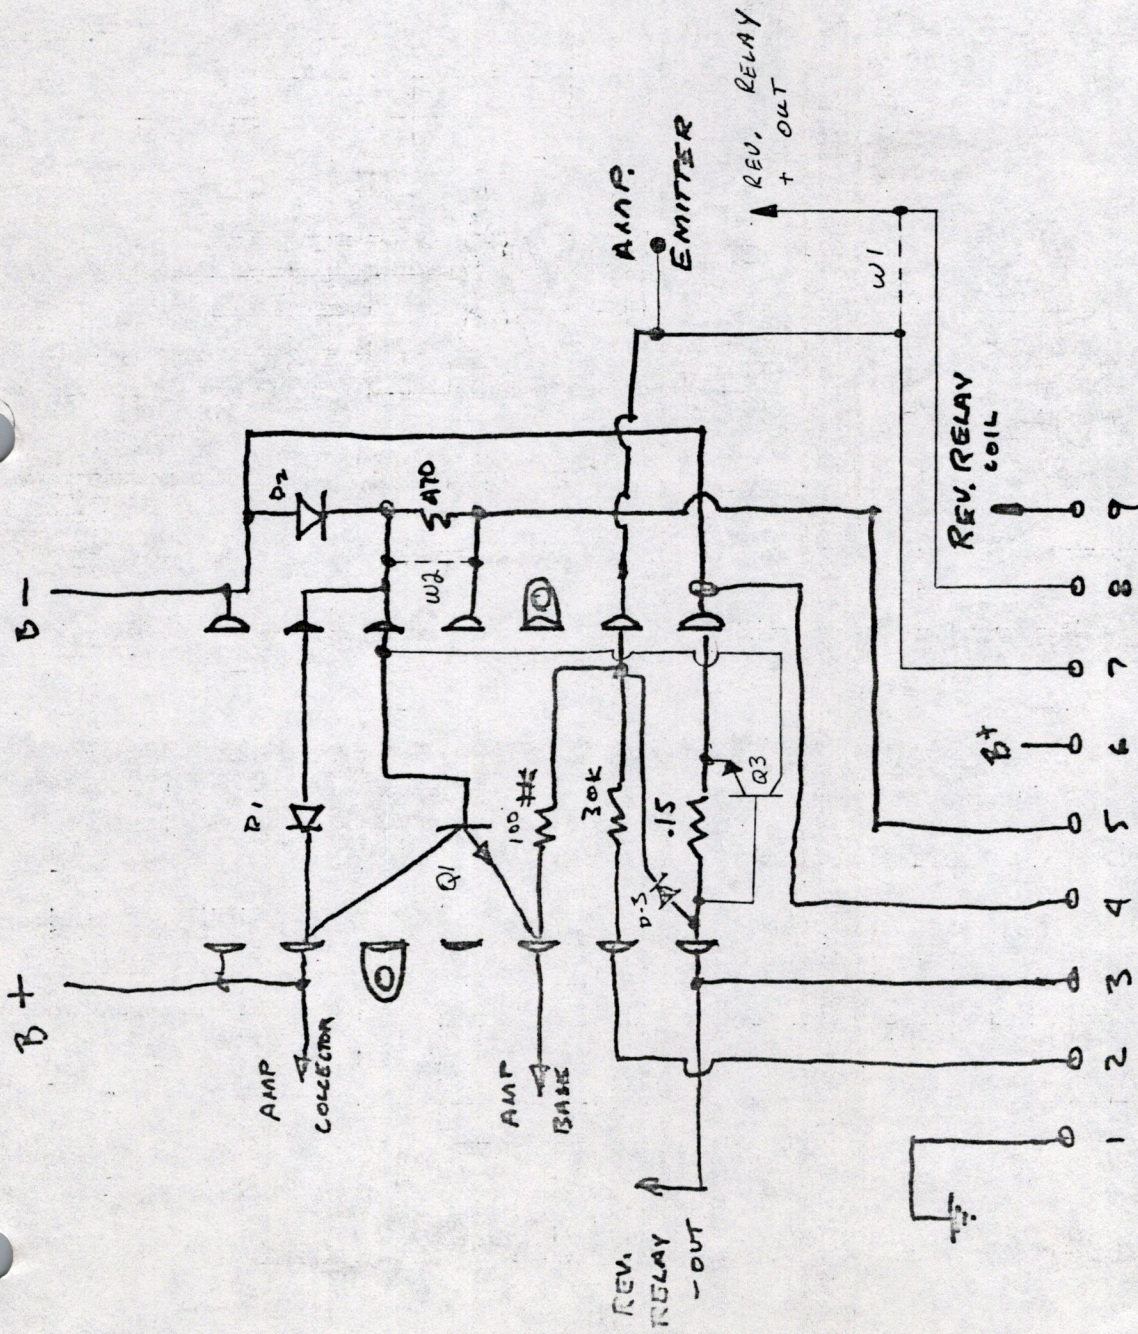 B +
B -
AMP
COLLECTOR
D1
D2
Q1
470
W2
AMP
BASE
100
30K
.15
D.3
Q3
AMP.
EMITTER
REV. RELAY
+ OUT
W1
REV.
RELAY
- OUT
REV. RELAY
COIL
B+
1 2 3 4 5 6 7 8 9